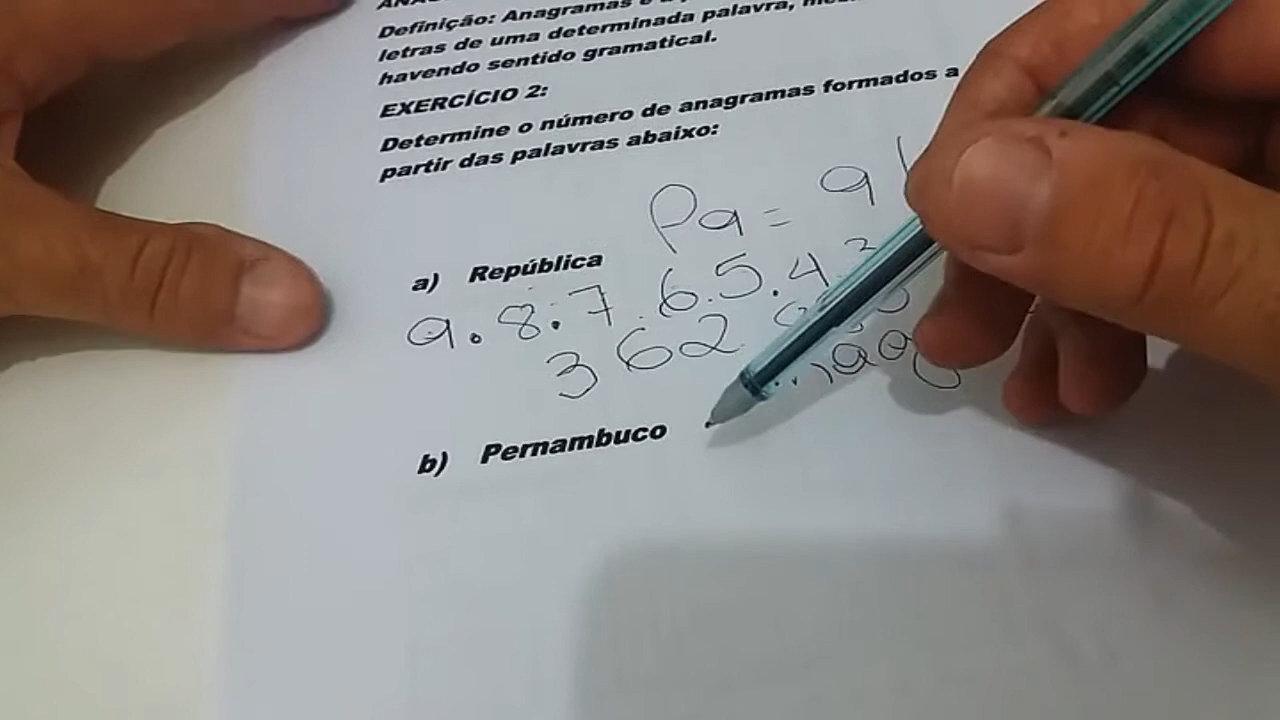 Definição: Anagramas
letras de uma determinada palavra,
havendo sentido gramatical.
EXERCÍCIO 2:
Determine o número de anagramas formados a
partir das palavras abaixo:
P9 = 9!
a) República
9.8.7.6.5.4.3
362
b) Pernambuco